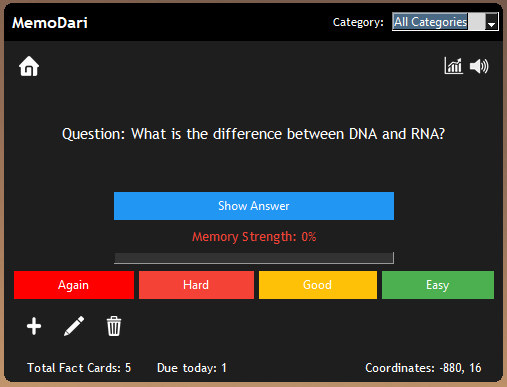 MemoDari
Category: All Categories
Question: What is the difference between DNA and RNA?
Show Answer
Memory Strength: 0%
Again Hard Good Easy
Total Fact Cards: 5 Due today: 1 Coordinates: -880, 16